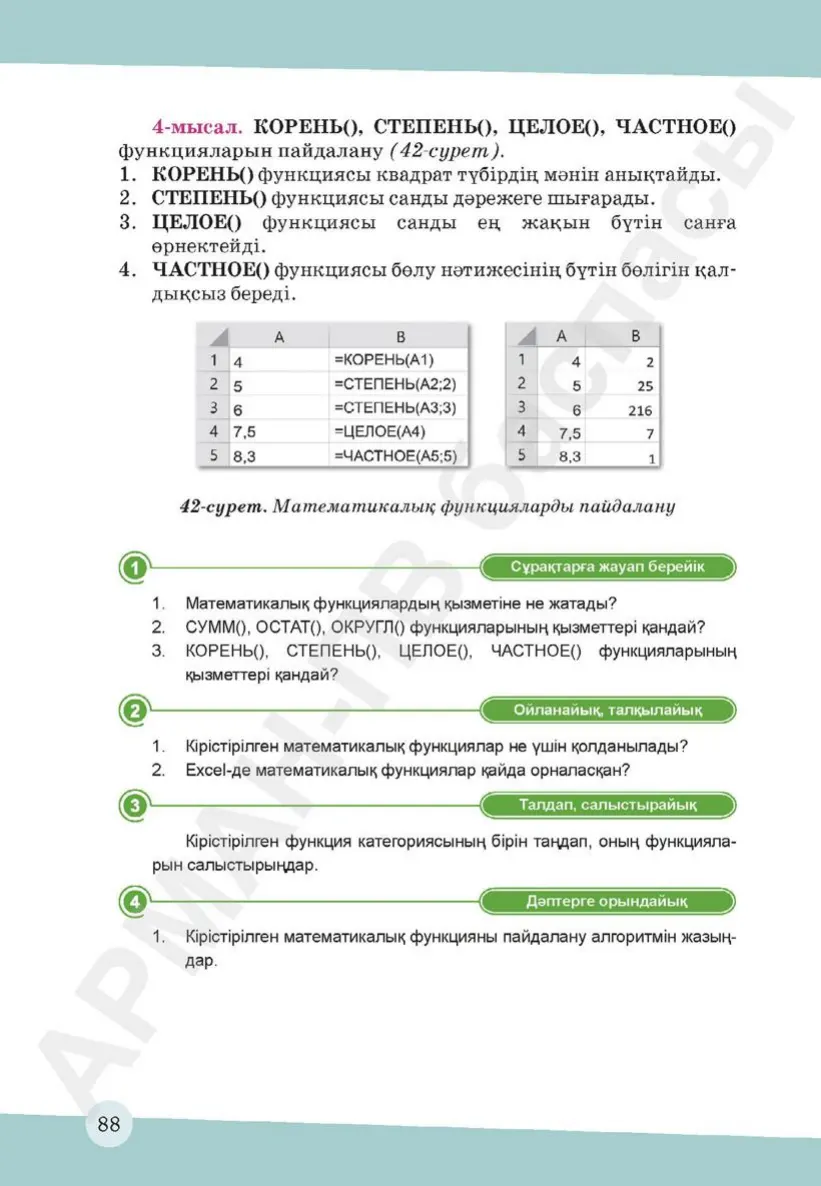 4-мысал. КОРЕНЬ(), СТЕПЕНЬ(), ЦЕЛОЕ(), ЧАСТНОЕ()
функцияларын пайдалану (42-сурет).
1. КОРЕНЬ() функциясы квадрат түбірдің мәнін анықтайды.
2. СТЕПЕНЬ() функциясы санды дәрежеге шығарады.
3. ЦЕЛОЕ() функциясы санды ең жақын бүтін санға
өрнектейді.
4. ЧАСТНОЕ() функциясы бөлу нәтижесінің бүтін бөлігін қал-
дықсыз береді.
A B
1 4 =КОРЕНЬ(A1)
2 5 =СТЕПЕНЬ(A2;2)
3 6 =СТЕПЕНЬ(A3;3)
4 7,5 =ЦЕЛОЕ(A4)
5 8,3 =ЧАСТНОЕ(A5;5)
A B
1 4 2
2 5 25
3 6 216
4 7,5 7
5 8,3 1
42-сурет. Математикалық функцияларды пайдалану
1 Сұрақтарға жауап берейік
1. Математикалық функциялардың қызметіне не жатады?
2. СУММ(), ОСТАТ(), ОКРУГЛ() функцияларының қызметтері қандай?
3. КОРЕНЬ(), СТЕПЕНЬ(), ЦЕЛОЕ(), ЧАСТНОЕ() функцияларының
қызметтері қандай?
2 Ойланайық, талқылайық
1. Кірістірілген математикалық функциялар не үшін қолданылады?
2. Excel-де математикалық функциялар қайда орналасқан?
3 Талдап, салыстырайық
Кірістірілген функция категориясының бірін таңдап, оның функцияла-
рын салыстырыңдар.
4 Дәптерге орындайық
1. Кірістірілген математикалық функцияны пайдалану алгоритмін жазың-
дар.
88
АРМАН-ПВ баспасы